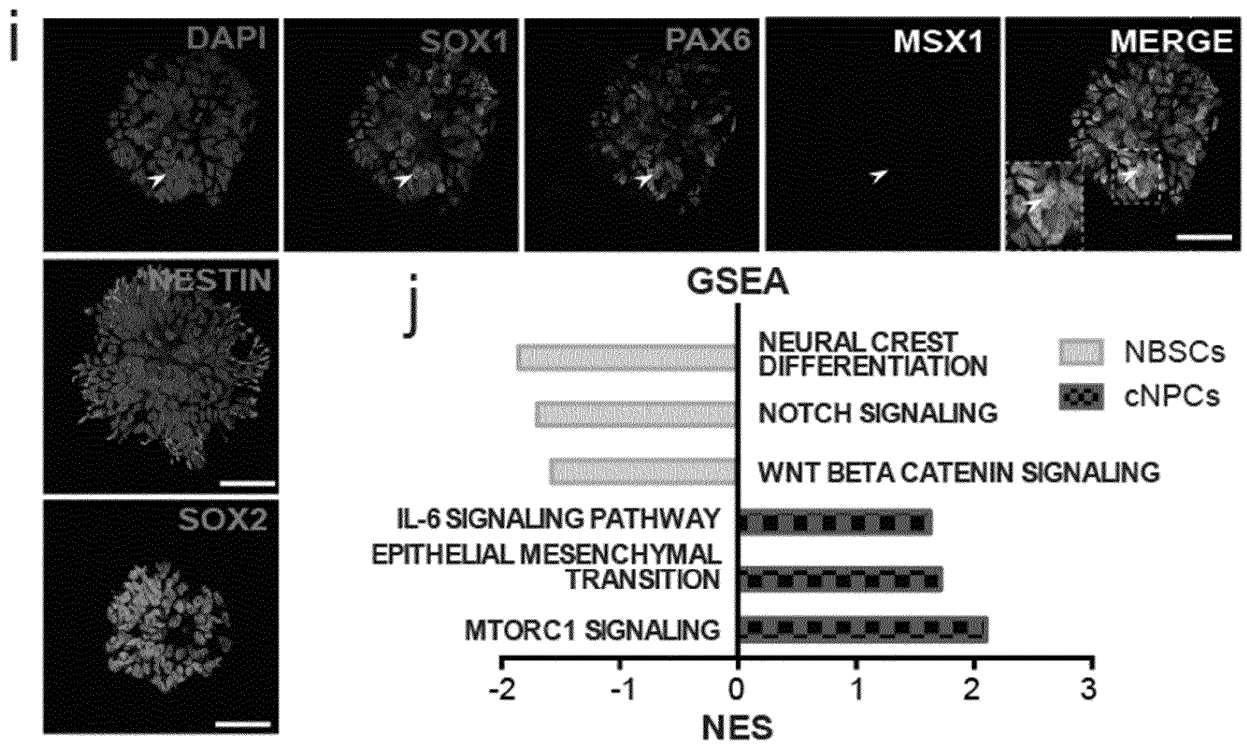 i
DAPI
SOX1
PAX6
MSX1
MERGE
NESTIN
SOX2
j
GSEA
NEURAL CREST
DIFFERENTIATION
NOTCH SIGNALING
WNT BETA CATENIN SIGNALING
NBSCs
cNPCs
IL-6 SIGNALING PATHWAY
EPITHELIAL MESENCHYMAL
TRANSITION
MTORC1 SIGNALING
-2 -1 0 1 2 3
NES